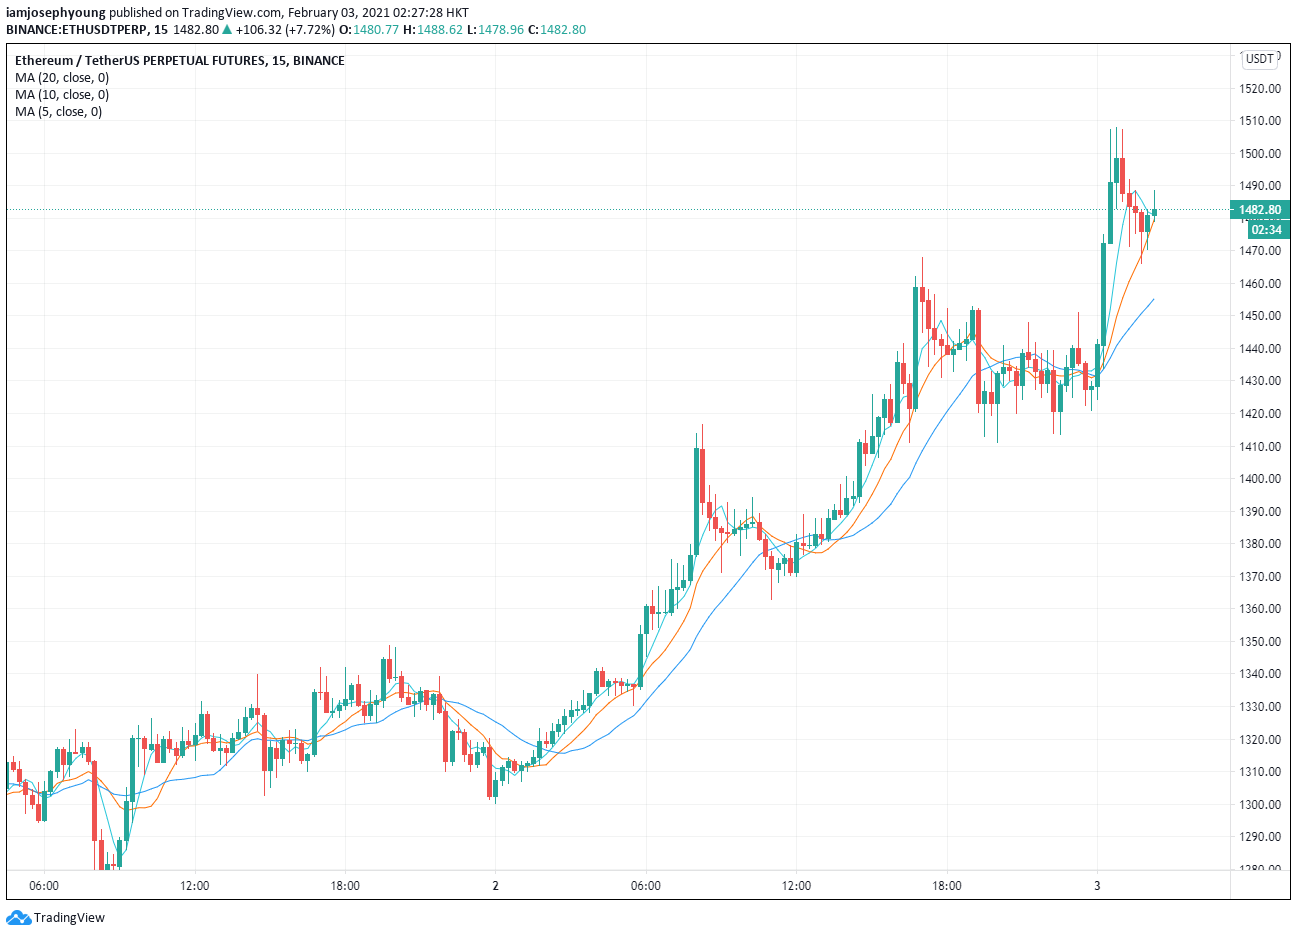 iamjosephyoung published on TradingView.com, February 03, 2021 02:27:28 HKT
BINANCE:ETHUSDTPERP, 15 1482.80 ▲ +106.32 (+7.72%) O:1480.77 H:1488.62 L:1478.96 C:1482.80
Ethereum / TetherUS PERPETUAL FUTURES, 15, BINANCE
MA (20, close, 0)
MA (10, close, 0)
MA (5, close, 0)
USDT
1520.00
1510.00
1500.00
1490.00
1482.80
02:34
1470.00
1460.00
1450.00
1440.00
1430.00
1420.00
1410.00
1400.00
1390.00
1380.00
1370.00
1360.00
1350.00
1340.00
1330.00
1320.00
1310.00
1300.00
1290.00
1280.00
06:00 12:00 18:00 2 06:00 12:00 18:00 3
TradingView